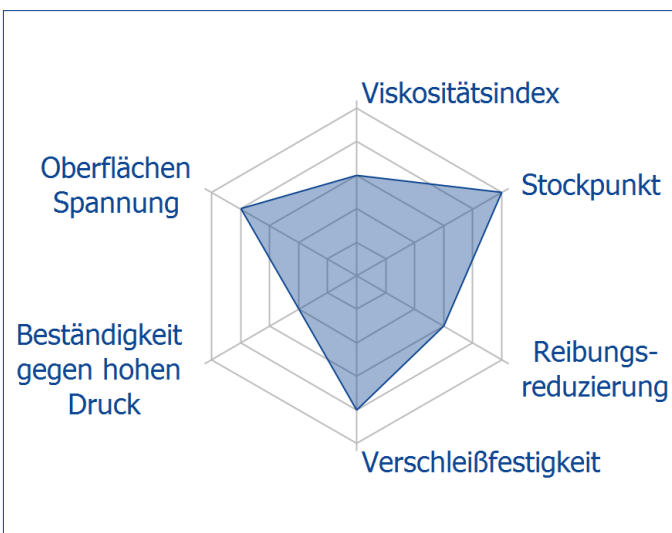 Viskositätsindex
Oberflächen
Spannung
Stockpunkt
Beständigkeit
gegen hohen
Druck
Reibungs-
reduzierung
Verschleißfestigkeit